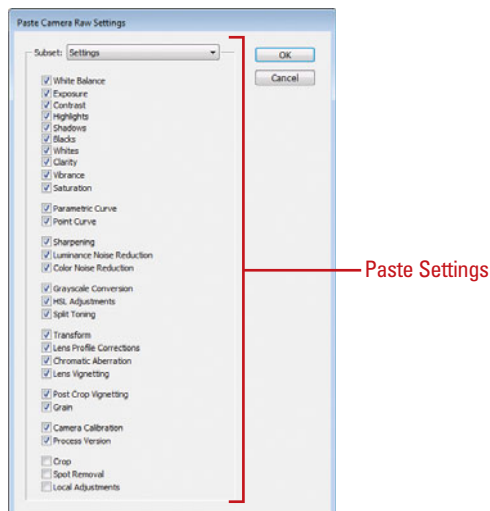 Paste Camera Raw Settings
Subset: Settings
OK
Cancel
White Balance
Exposure
Contrast
Highlights
Shadows
Blacks
Whites
Clarity
Vibrance
Saturation
Parametric Curve
Point Curve
Sharpening
Luminance Noise Reduction
Color Noise Reduction
Grayscale Conversion
HSL Adjustments
Split Toning
Transform
Lens Profile Corrections
Chromatic Aberration
Lens Vignetting
Post Crop Vignetting
Grain
Camera Calibration
Process Version
Crop
Spot Removal
Local Adjustments
Paste Settings